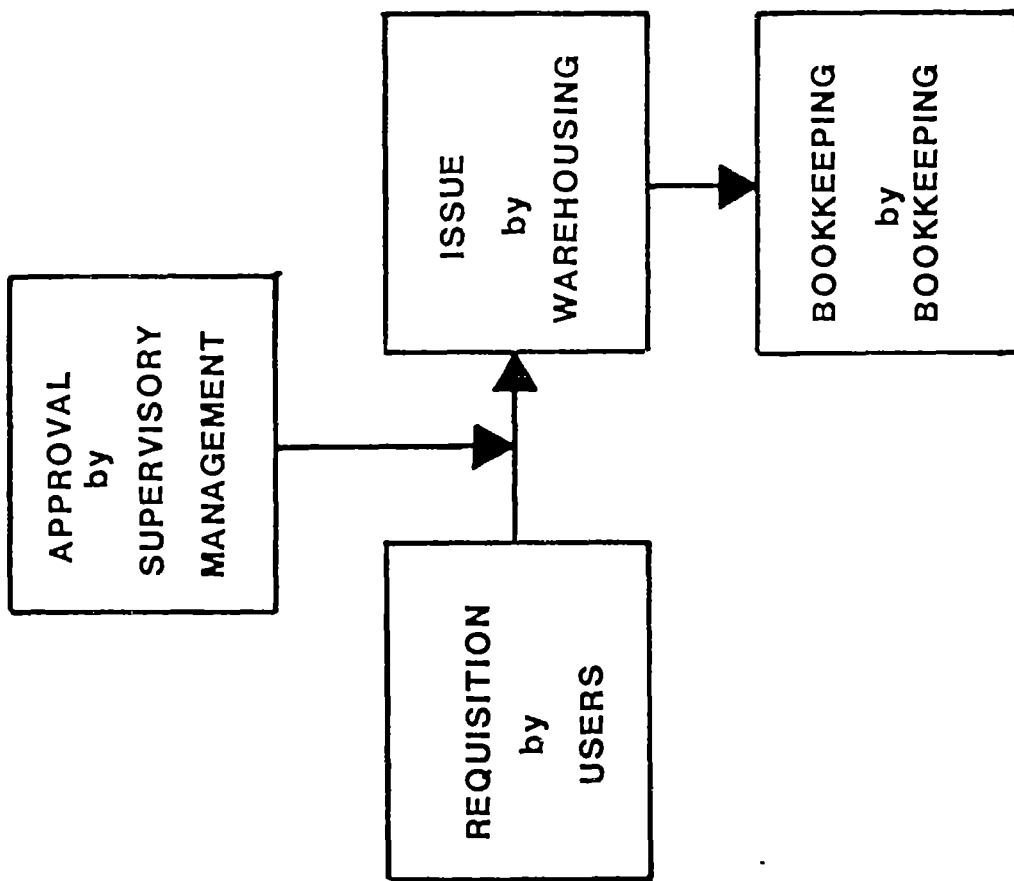 APPROVAL
by
SUPERVISORY
MANAGEMENT
REQUISITION
by
USERS
ISSUE
by
WAREHOUSING
BOOKKEEPING
by
BOOKKEEPING